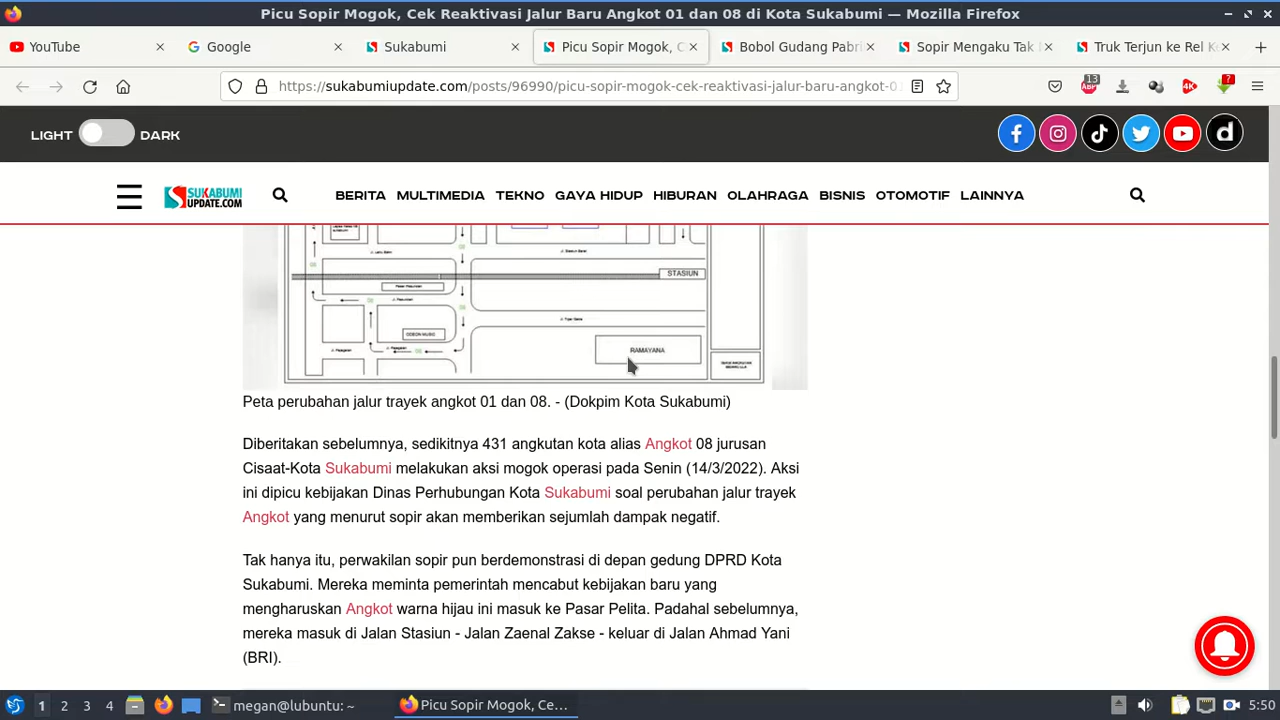 Picu Sopir Mogok, Cek Reaktivasi Jalur Baru Angkot 01 dan 08 di Kota Sukabumi — Mozilla Firefox
YouTube
Google
Sukabumi
Picu Sopir Mogok, C
Bobol Gudang Pabri
Sopir Mengaku Tak
Truk Terjun ke Rel K
https://sukabumiupdate.com/posts/96990/picu-sopir-mogok-cek-reaktivasi-jalur-baru-angkot-01
13
ABP
4K
?
LIGHT
DARK
SUKABUMI
UPDATE.COM
BERITA
MULTIMEDIA
TEKNO
GAYA HIDUP
HIBURAN
OLAHRAGA
BISNIS
OTOMOTIF
LAINNYA
STASIUN
RAMAYANA
Peta perubahan jalur trayek angkot 01 dan 08. - (Dokpim Kota Sukabumi)
Diberitakan sebelumnya, sedikitnya 431 angkutan kota alias Angkot 08 jurusan
Cisaat-Kota Sukabumi melakukan aksi mogok operasi pada Senin (14/3/2022). Aksi
ini dipicu kebijakan Dinas Perhubungan Kota Sukabumi soal perubahan jalur trayek
Angkot yang menurut sopir akan memberikan sejumlah dampak negatif.
Tak hanya itu, perwakilan sopir pun berdemonstrasi di depan gedung DPRD Kota
Sukabumi. Mereka meminta pemerintah mencabut kebijakan baru yang
mengharuskan Angkot warna hijau ini masuk ke Pasar Pelita. Padahal sebelumnya,
mereka masuk di Jalan Stasiun - Jalan Zaenal Zakse - keluar di Jalan Ahmad Yani
(BRI).
1
2
3
4
megan@lubuntu: ~
Picu Sopir Mogok, Ce...
5:50